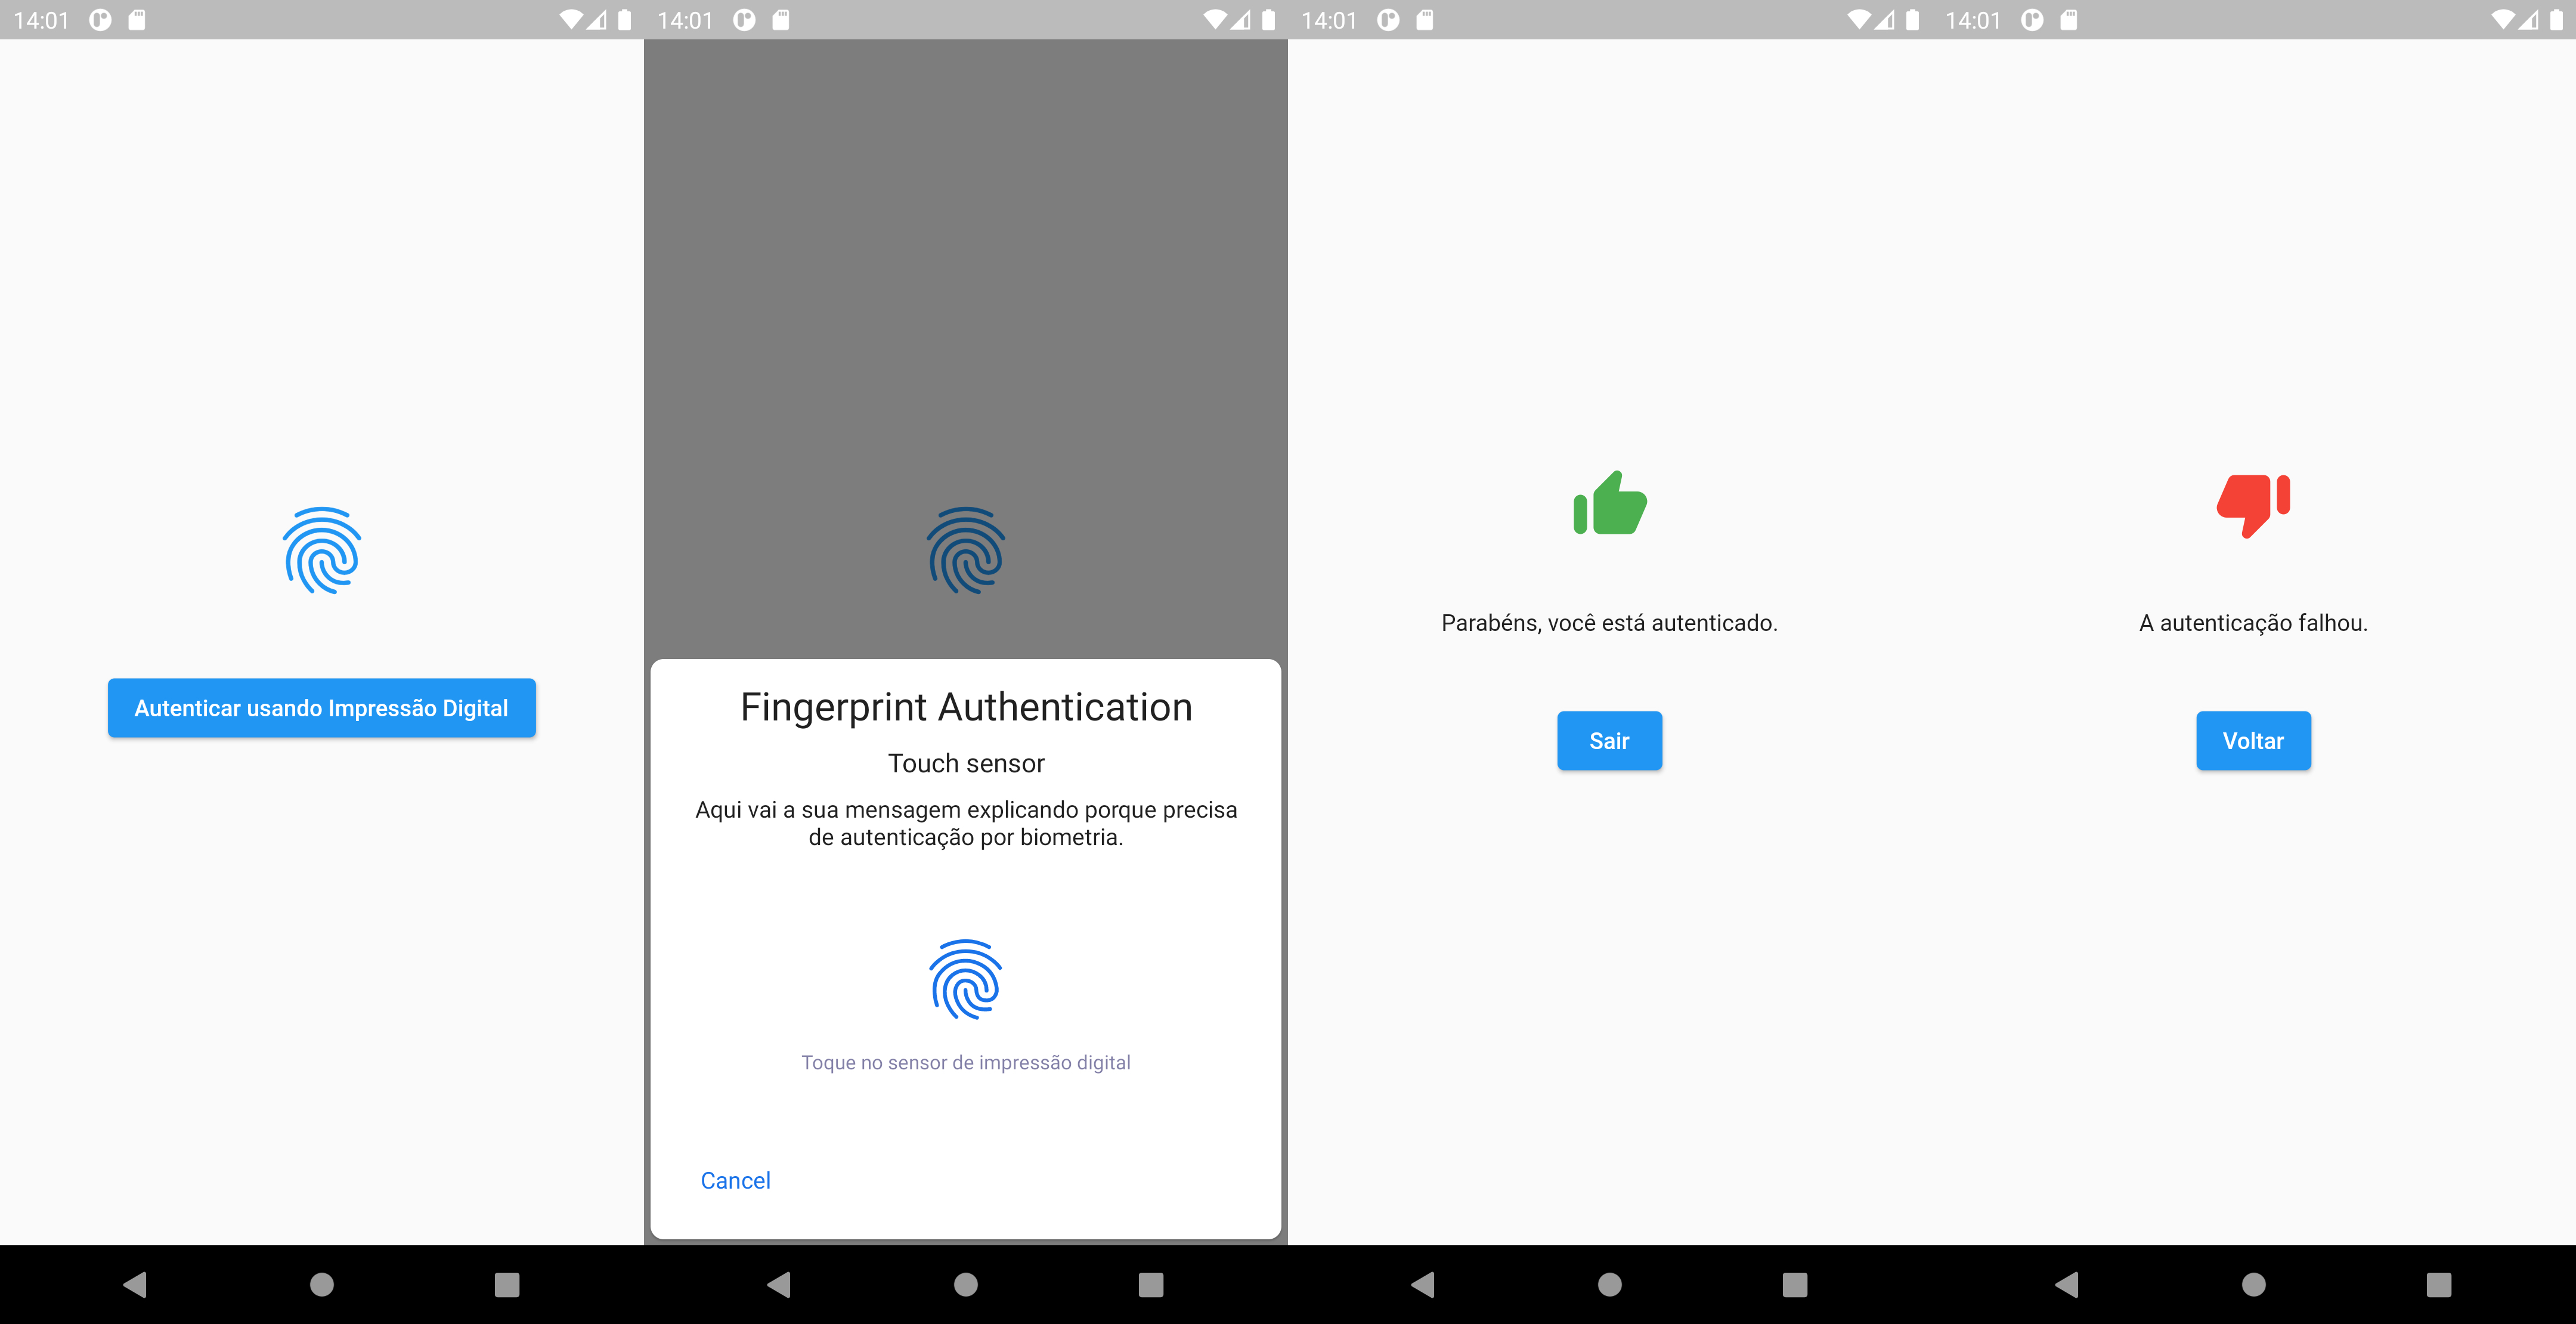 14:01
Autenticar usando Impressão Digital
14:01
Fingerprint Authentication
Touch sensor
Aqui vai a sua mensagem explicando porque precisa
de autenticação por biometria.
Toque no sensor de impressão digital
Cancel
14:01
Parabéns, você está autenticado.
Sair
14:01
A autenticação falhou.
Voltar